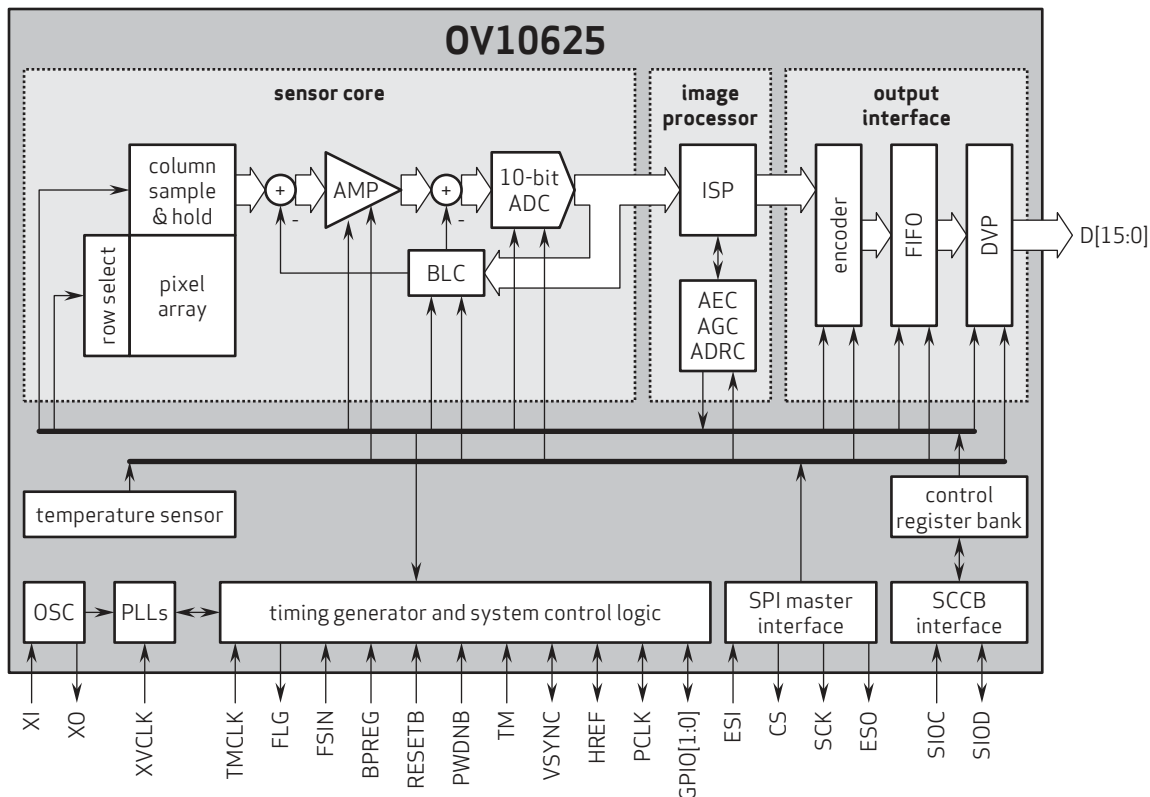 OV10625
sensor core
image
processor
output
interface
column
sample
& hold
+
-
AMP
+
-
10-bit
ADC
ISP
encoder
FIFO
DVP
D[15:0]
row select
pixel
array
BLC
AEC
AGC
ADRC
temperature sensor
control
register bank
OSC
PLLs
timing generator and system control logic
SPI master
interface
SCCB
interface
XI
XO
XVCLK
TMCLK
FLG
FSIN
BPREG
RESETB
PWDNB
TM
VSYNC
HREF
PCLK
GPIO[1:0]
ESI
CS
SCK
ESO
SIOC
SIOD